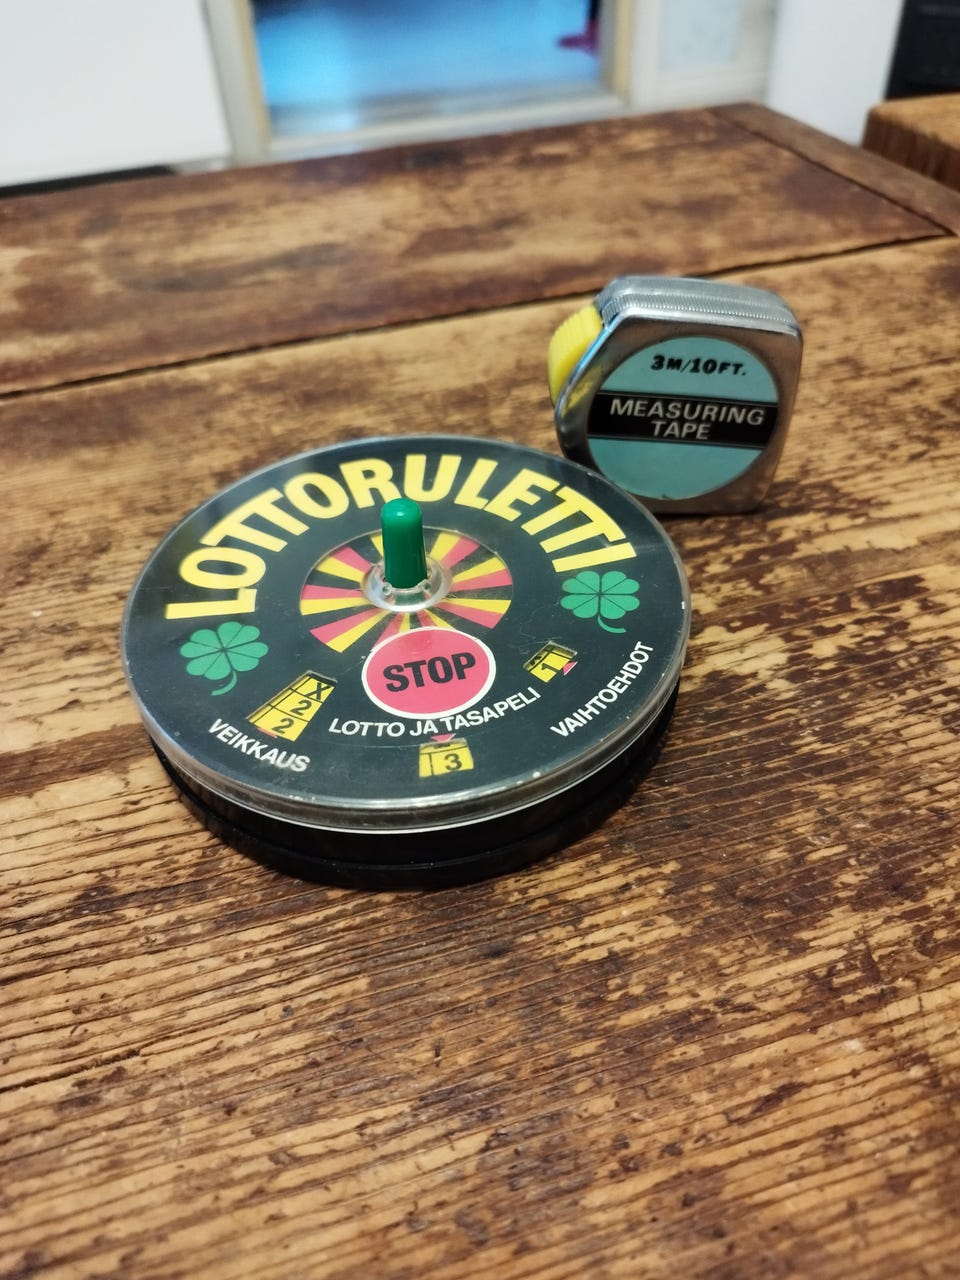 3M/10FT.
MEASURING
TAPE
LOTTORULETTI
STOP
X
2
2
1
LOTTO JA TASAPELI
VEIKKAUS
VAIHTOEHDOT
3